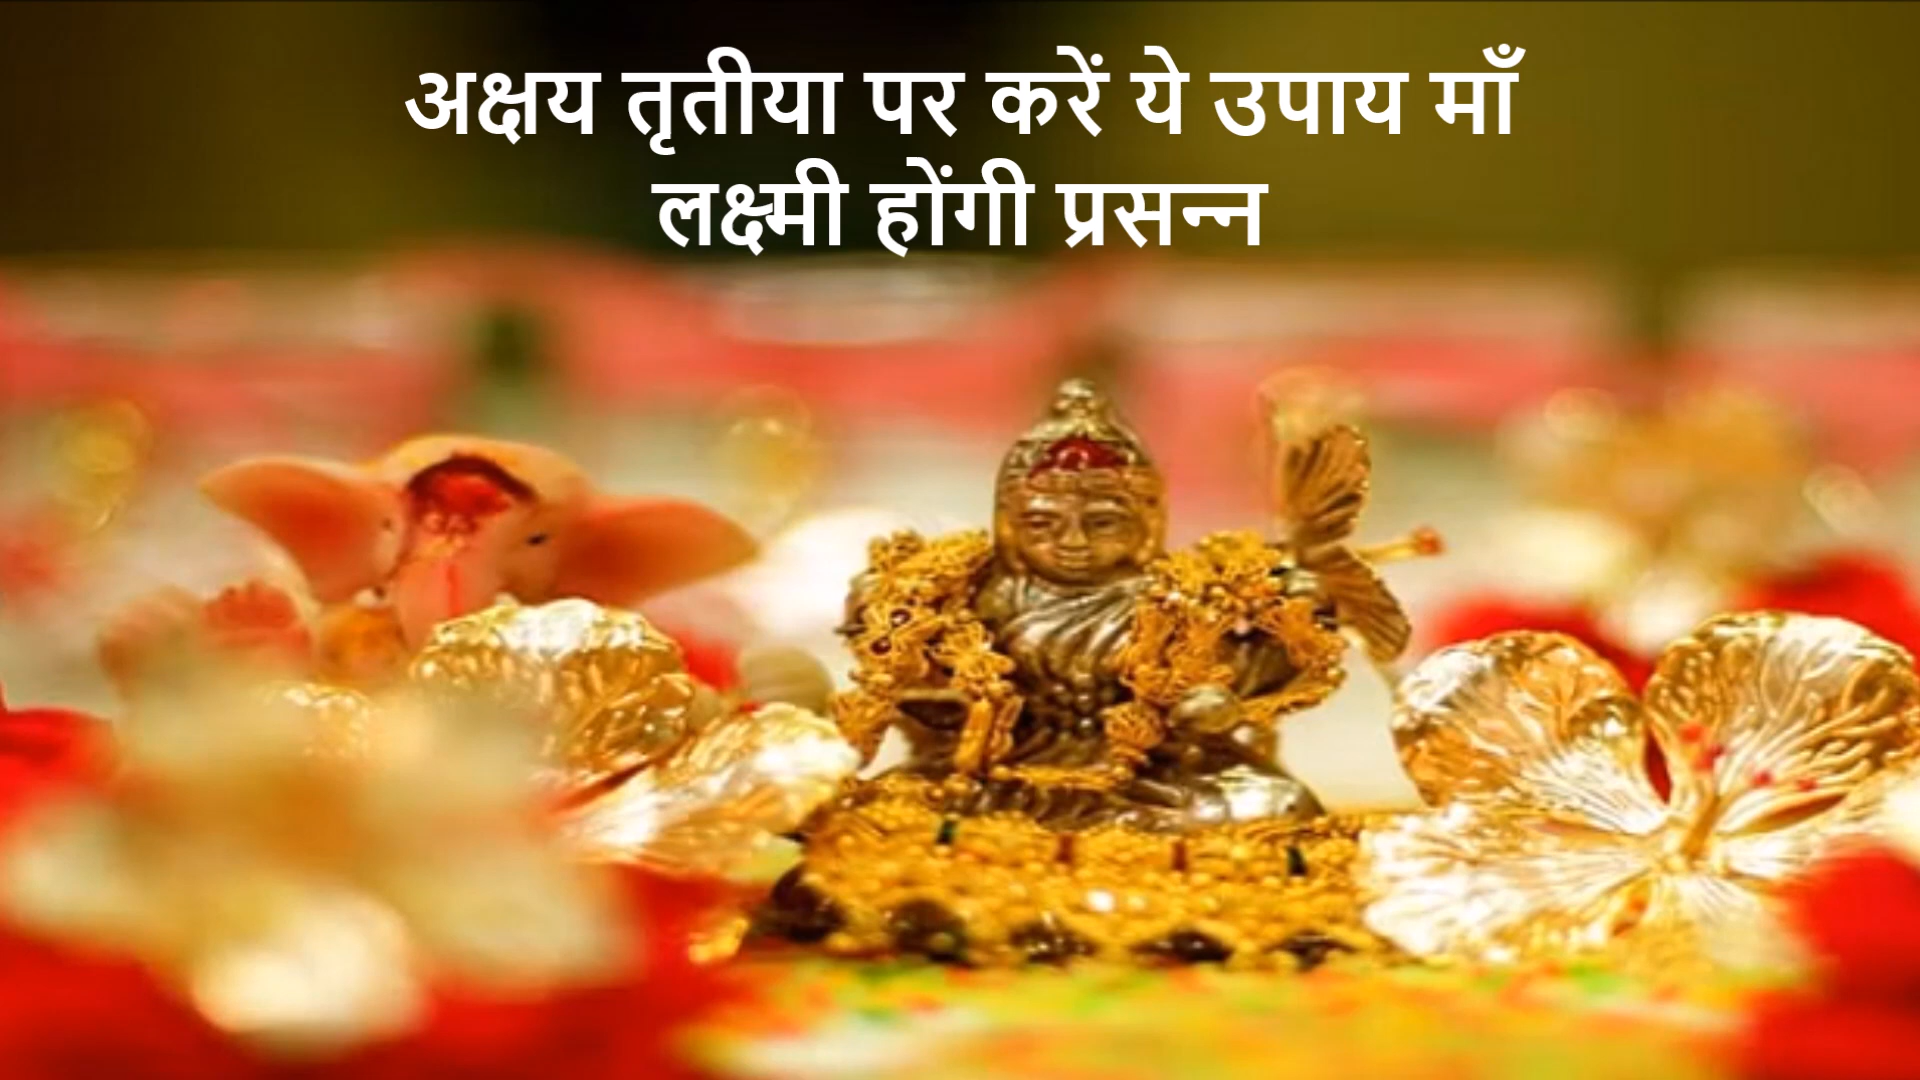 अक्षय तृतीया पर करें ये उपाय माँ
लक्ष्मी होंगी प्रसन्न